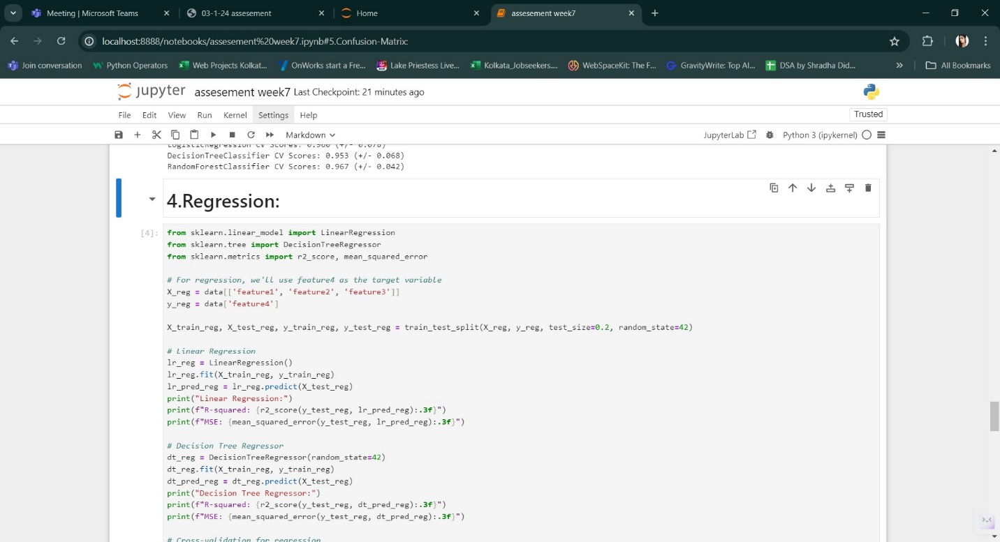 Meeting | Microsoft Teams
03-1-24 assesement
Home
assesement week7
localhost:8888/notebooks/assesement%20week7.ipynb#5.Confusion-Matrix:
Join conversation
Python Operators
Web Projects Kolkat...
OnWorks start a Fre...
Lake Priestess Live...
Kolkata_Jobseekers....
WebSpaceKit: The F...
GravityWrite: Top AI...
DSA by Shradha Did...
All Bookmarks
jupyter assesement week7 Last Checkpoint: 21 minutes ago
File Edit View Run Kernel Settings Help
Trusted
Markdown
JupyterLab
Python 3 (ipykernel)
LogisticRegression CV Scores: 0.960 (+/- 0.078)
DecisionTreeClassifier CV Scores: 0.953 (+/- 0.068)
RandomForestClassifier CV Scores: 0.967 (+/- 0.042)
4.Regression:
[4]:
from sklearn.linear_model import LinearRegression
from sklearn.tree import DecisionTreeRegressor
from sklearn.metrics import r2_score, mean_squared_error
# For regression, we'll use feature4 as the target variable
X_reg = data[['feature1', 'feature2', 'feature3']]
y_reg = data['feature4']
X_train_reg, X_test_reg, y_train_reg, y_test_reg = train_test_split(X_reg, y_reg, test_size=0.2, random_state=42)
# Linear Regression
lr_reg = LinearRegression()
lr_reg.fit(X_train_reg, y_train_reg)
lr_pred_reg = lr_reg.predict(X_test_reg)
print("Linear Regression:")
print(f"R-squared: {r2_score(y_test_reg, lr_pred_reg):.3f}")
print(f"MSE: {mean_squared_error(y_test_reg, lr_pred_reg):.3f}")
# Decision Tree Regressor
dt_reg = DecisionTreeRegressor(random_state=42)
dt_reg.fit(X_train_reg, y_train_reg)
dt_pred_reg = dt_reg.predict(X_test_reg)
print("Decision Tree Regressor:")
print(f"R-squared: {r2_score(y_test_reg, dt_pred_reg):.3f}")
print(f"MSE: {mean_squared_error(y_test_reg, dt_pred_reg):.3f}")
# Cross-validation for regression